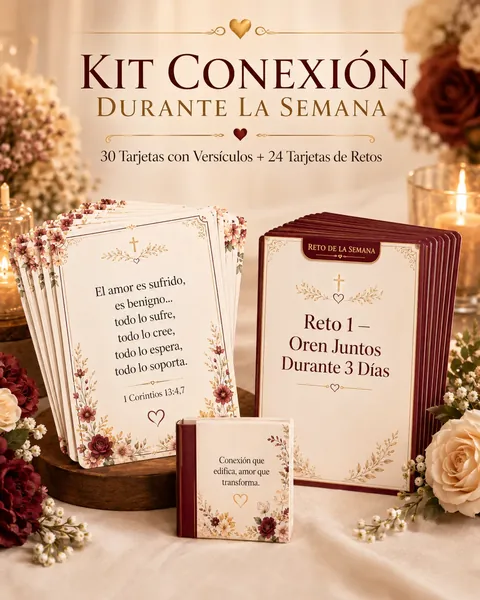 KIT CONEXIÓN
DURANTE LA SEMANA
30 Tarjetas con Versículos + 24 Tarjetas de Retos
El amor es sufrido,
es benigno...
todo lo sufre,
todo lo cree,
todo lo espera,
todo lo soporta.
1 Corintios 13:4,7
RETO DE LA SEMANA
Reto 1 –
Oren Juntos
Durante 3 Días
Conexión que
edifica, amor que
transforma.